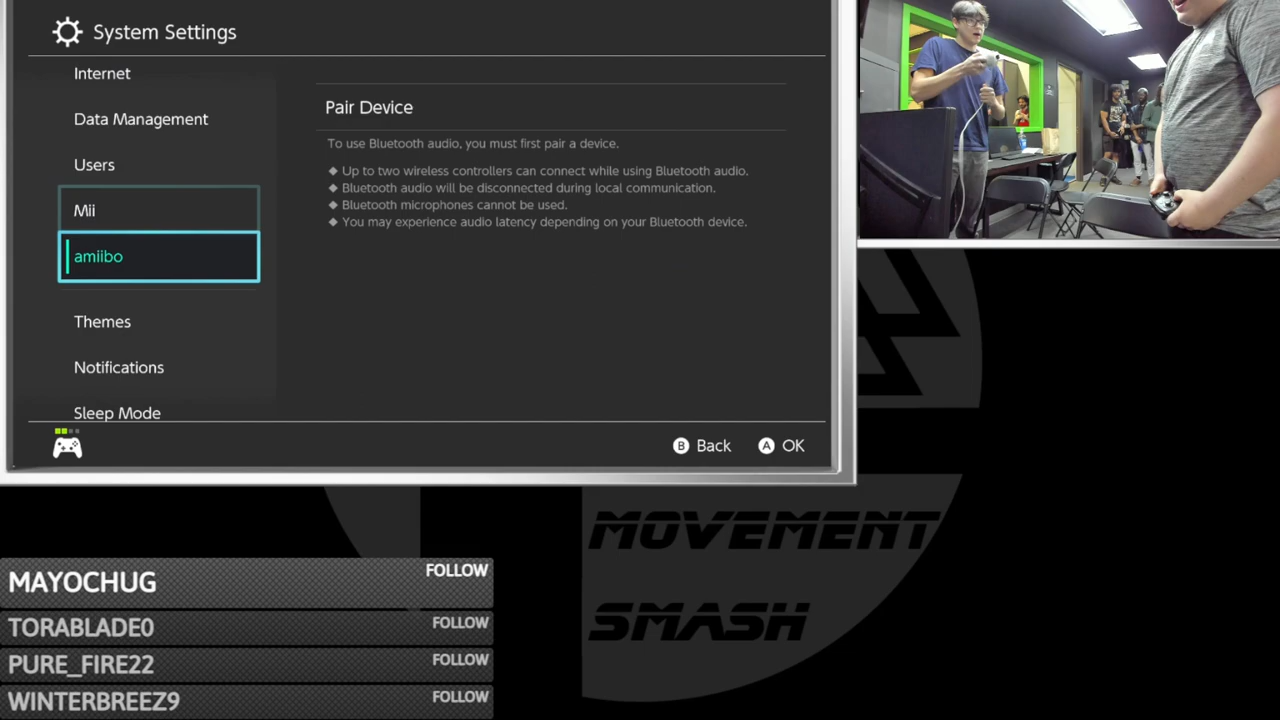 System Settings
Internet
Data Management
Users
Mii
amiibo
Themes
Notifications
Sleep Mode
Pair Device
To use Bluetooth audio, you must first pair a device.
◆ Up to two wireless controllers can connect while using Bluetooth audio.
◆ Bluetooth audio will be disconnected during local communication.
◆ Bluetooth microphones cannot be used.
◆ You may experience audio latency depending on your Bluetooth device.
B Back A OK
MOVEMENT
SMASH
MAYOCHUG FOLLOW
TORABLADE0 FOLLOW
PURE_FIRE22 FOLLOW
WINTERBREEZ9 FOLLOW